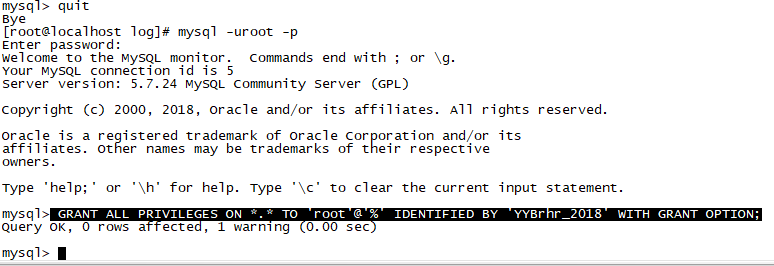 mysql> quit
Bye
[root@localhost log]# mysql -uroot -p
Enter password:
Welcome to the MySQL monitor.  Commands end with ; or \g.
Your MySQL connection id is 5
Server version: 5.7.24 MySQL Community Server (GPL)
Copyright (c) 2000, 2018, Oracle and/or its affiliates. All rights reserved.
Oracle is a registered trademark of Oracle Corporation and/or its
affiliates. Other names may be trademarks of their respective
owners.
Type 'help;' or '\h' for help. Type '\c' to clear the current input statement.
mysql> GRANT ALL PRIVILEGES ON *.* TO 'root'@'%' IDENTIFIED BY 'YYBrhr_2018' WITH GRANT OPTION;
Query OK, 0 rows affected, 1 warning (0.00 sec)
mysql>